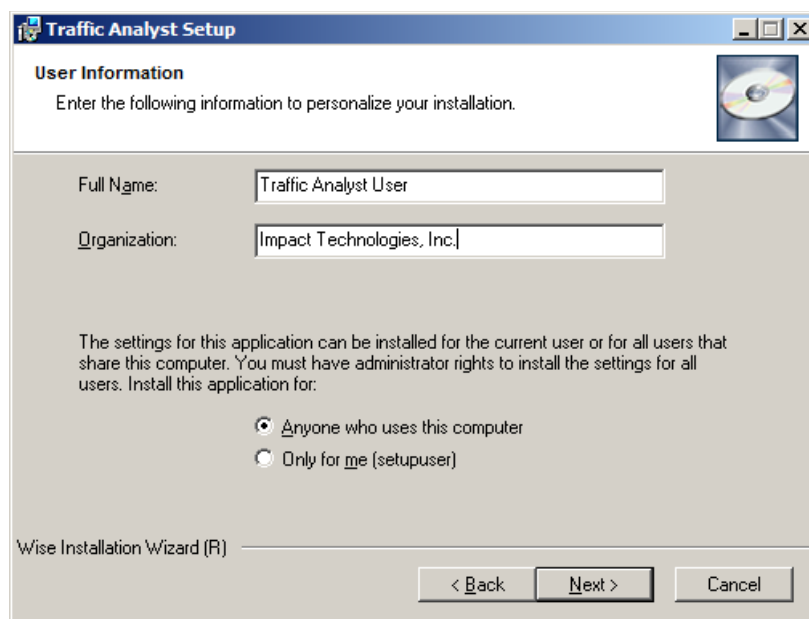 Traffic Analyst Setup
User Information
Enter the following information to personalize your installation.
Full Name:
Traffic Analyst User
Organization:
Impact Technologies, Inc.
The settings for this application can be installed for the current user or for all users that
share this computer. You must have administrator rights to install the settings for all
users. Install this application for:
Anyone who uses this computer
Only for me (setupuser)
Wise Installation Wizard (R)
< Back
Next >
Cancel